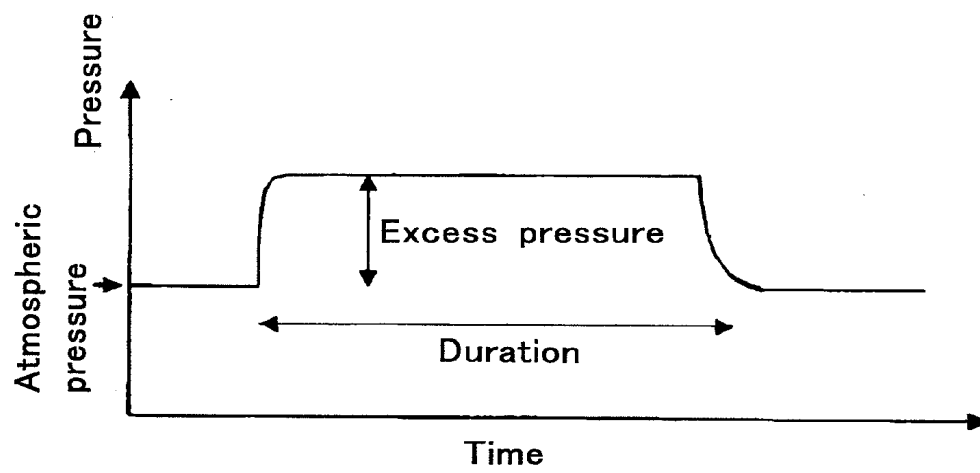 Pressure
Atmospheric
pressure
Excess pressure
Duration
Time